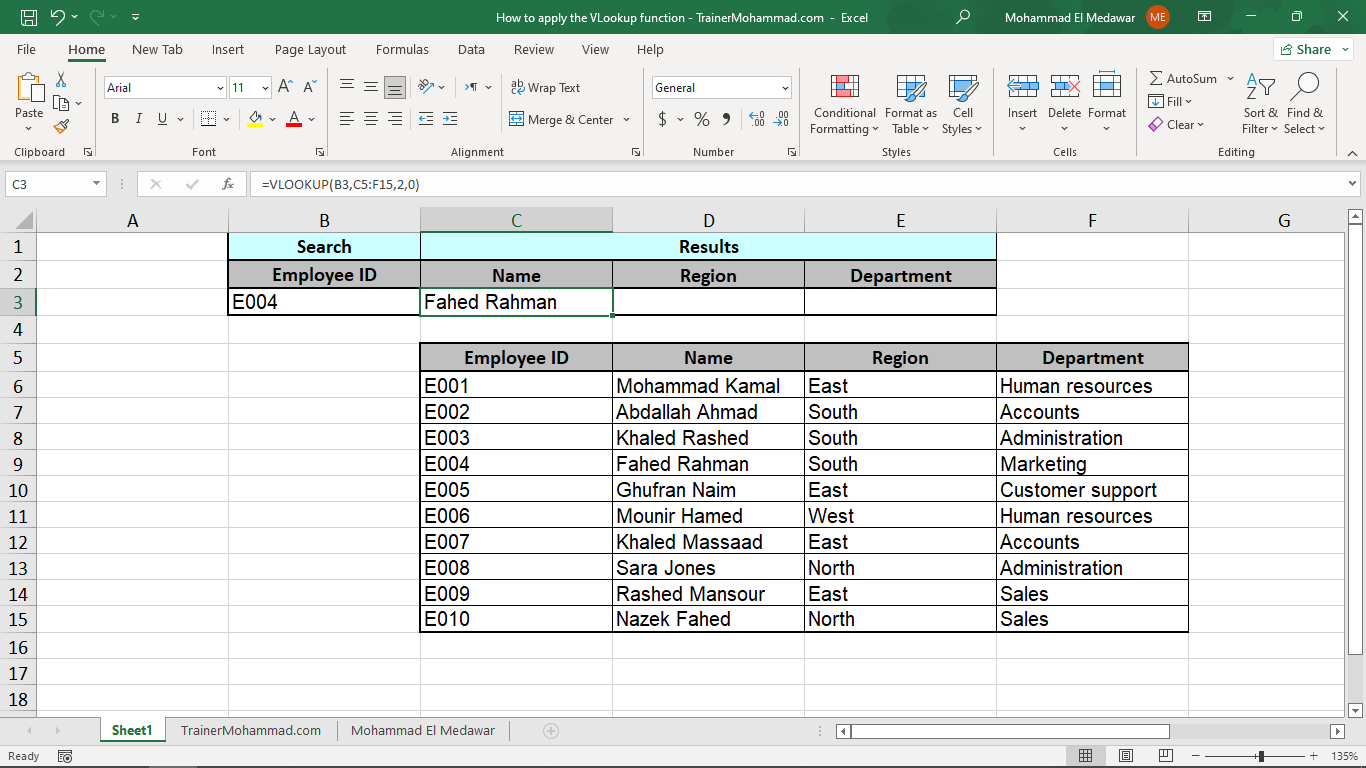 How to apply the VLookup function - TrainerMohammad.com - Excel
Mohammad El Medawar ME
File Home New Tab Insert Page Layout Formulas Data Review View Help Share
Paste
Clipboard
Arial 11
B I U A
Font
ab Wrap Text
Merge & Center
Alignment
General
$ % 9 .00 .00
Number
Conditional Formatting
Format as Table
Cell Styles
Styles
Insert Delete Format
Cells
AutoSum
Fill
Clear
Sort & Filter
Find & Select
Editing
C3 fx =VLOOKUP(B3,C5:F15,2,0)
A B C D E F G
1 Search Results
2 Employee ID Name Region Department
3 E004 Fahed Rahman
4
5 Employee ID Name Region Department
6 E001 Mohammad Kamal East Human resources
7 E002 Abdallah Ahmad South Accounts
8 E003 Khaled Rashed South Administration
9 E004 Fahed Rahman South Marketing
10 E005 Ghufran Naim East Customer support
11 E006 Mounir Hamed West Human resources
12 E007 Khaled Massaad East Accounts
13 E008 Sara Jones North Administration
14 E009 Rashed Mansour East Sales
15 E010 Nazek Fahed North Sales
16
17
18
Sheet1 TrainerMohammad.com Mohammad El Medawar
Ready 135%